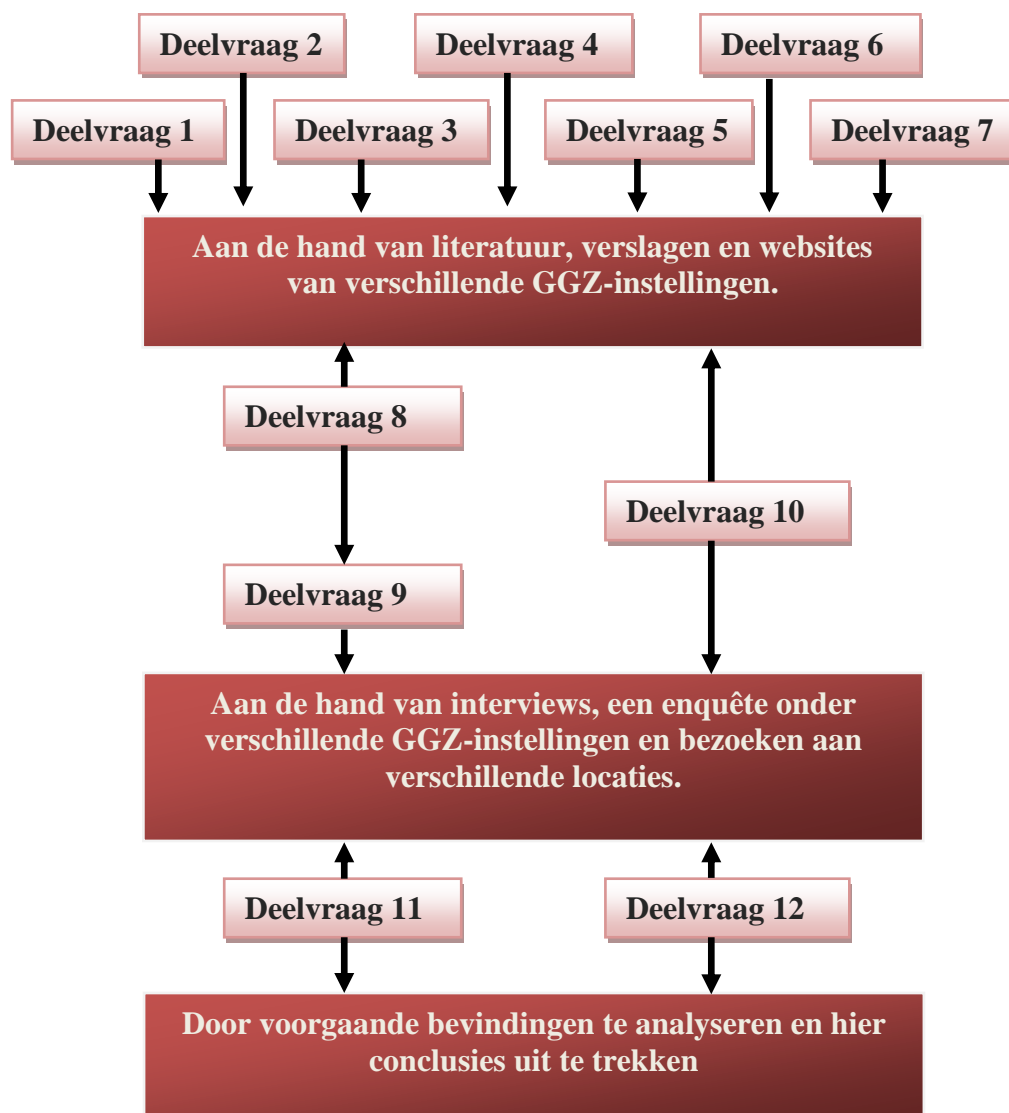 Deelvraag 2
Deelvraag 4
Deelvraag 6
Deelvraag 1
Deelvraag 3
Deelvraag 5
Deelvraag 7
Aan de hand van literatuur, verslagen en websites
van verschillende GGZ-instellingen.
Deelvraag 8
Deelvraag 10
Deelvraag 9
Aan de hand van interviews, een enquête onder
verschillende GGZ-instellingen en bezoeken aan
verschillende locaties.
Deelvraag 11
Deelvraag 12
Door voorgaande bevindingen te analyseren en hier
conclusies uit te trekken